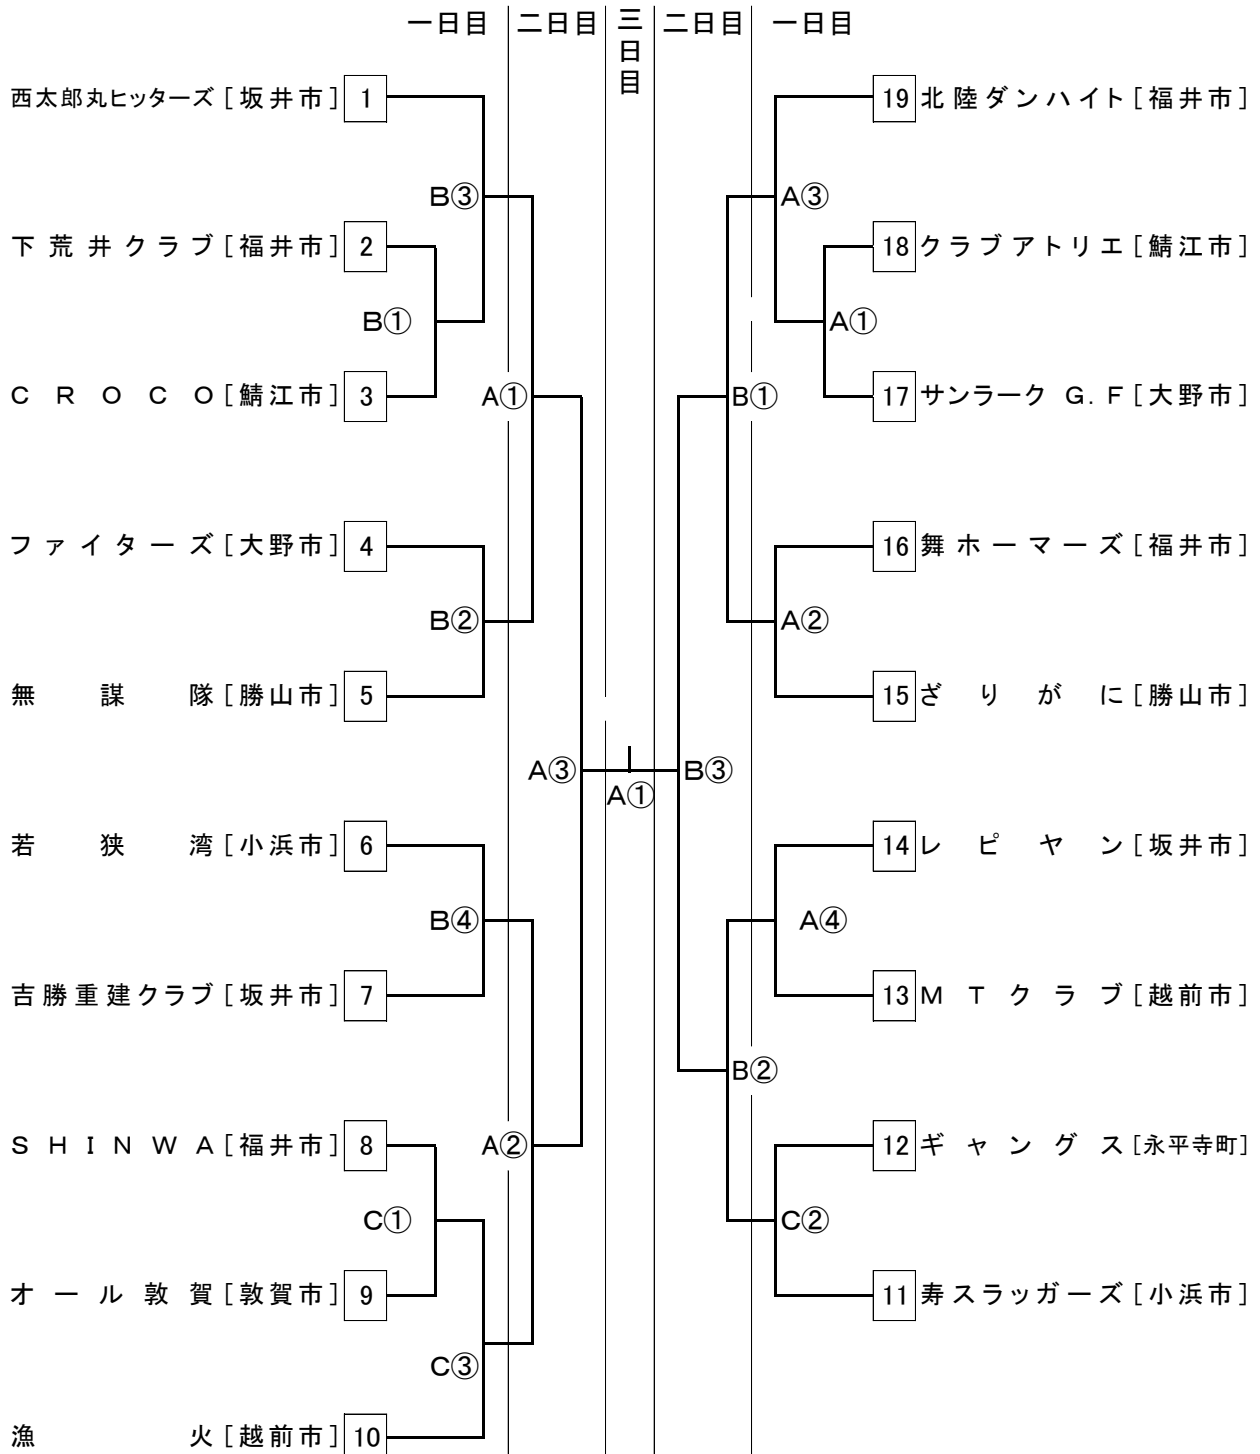 一日目 二日目 三日目 二日目 一日目
西太郎丸ヒッターズ［坂井市］ 1
19 北陸ダンハイト［福井市］
B③
A③
下荒井クラブ［福井市］ 2
18 クラブアトリエ［鯖江市］
B①
A①
ＣＲＯＣＯ［鯖江市］ 3
A①
B①
17 サンラーク Ｇ.Ｆ［大野市］
ファイターズ［大野市］ 4
16 舞ホーマーズ［福井市］
B②
A②
無謀隊［勝山市］ 5
15 ざりがに［勝山市］
A③
A①
B③
若狭湾［小浜市］ 6
14 レピヤン［坂井市］
B④
A④
吉勝重建クラブ［坂井市］ 7
13 ＭＴクラブ［越前市］
B②
ＳＨＩＮＷＡ［福井市］ 8
A②
12 ギャングス［永平寺町］
C①
C②
オール敦賀［敦賀市］ 9
11 寿スラッガーズ［小浜市］
C③
漁火［越前市］ 10